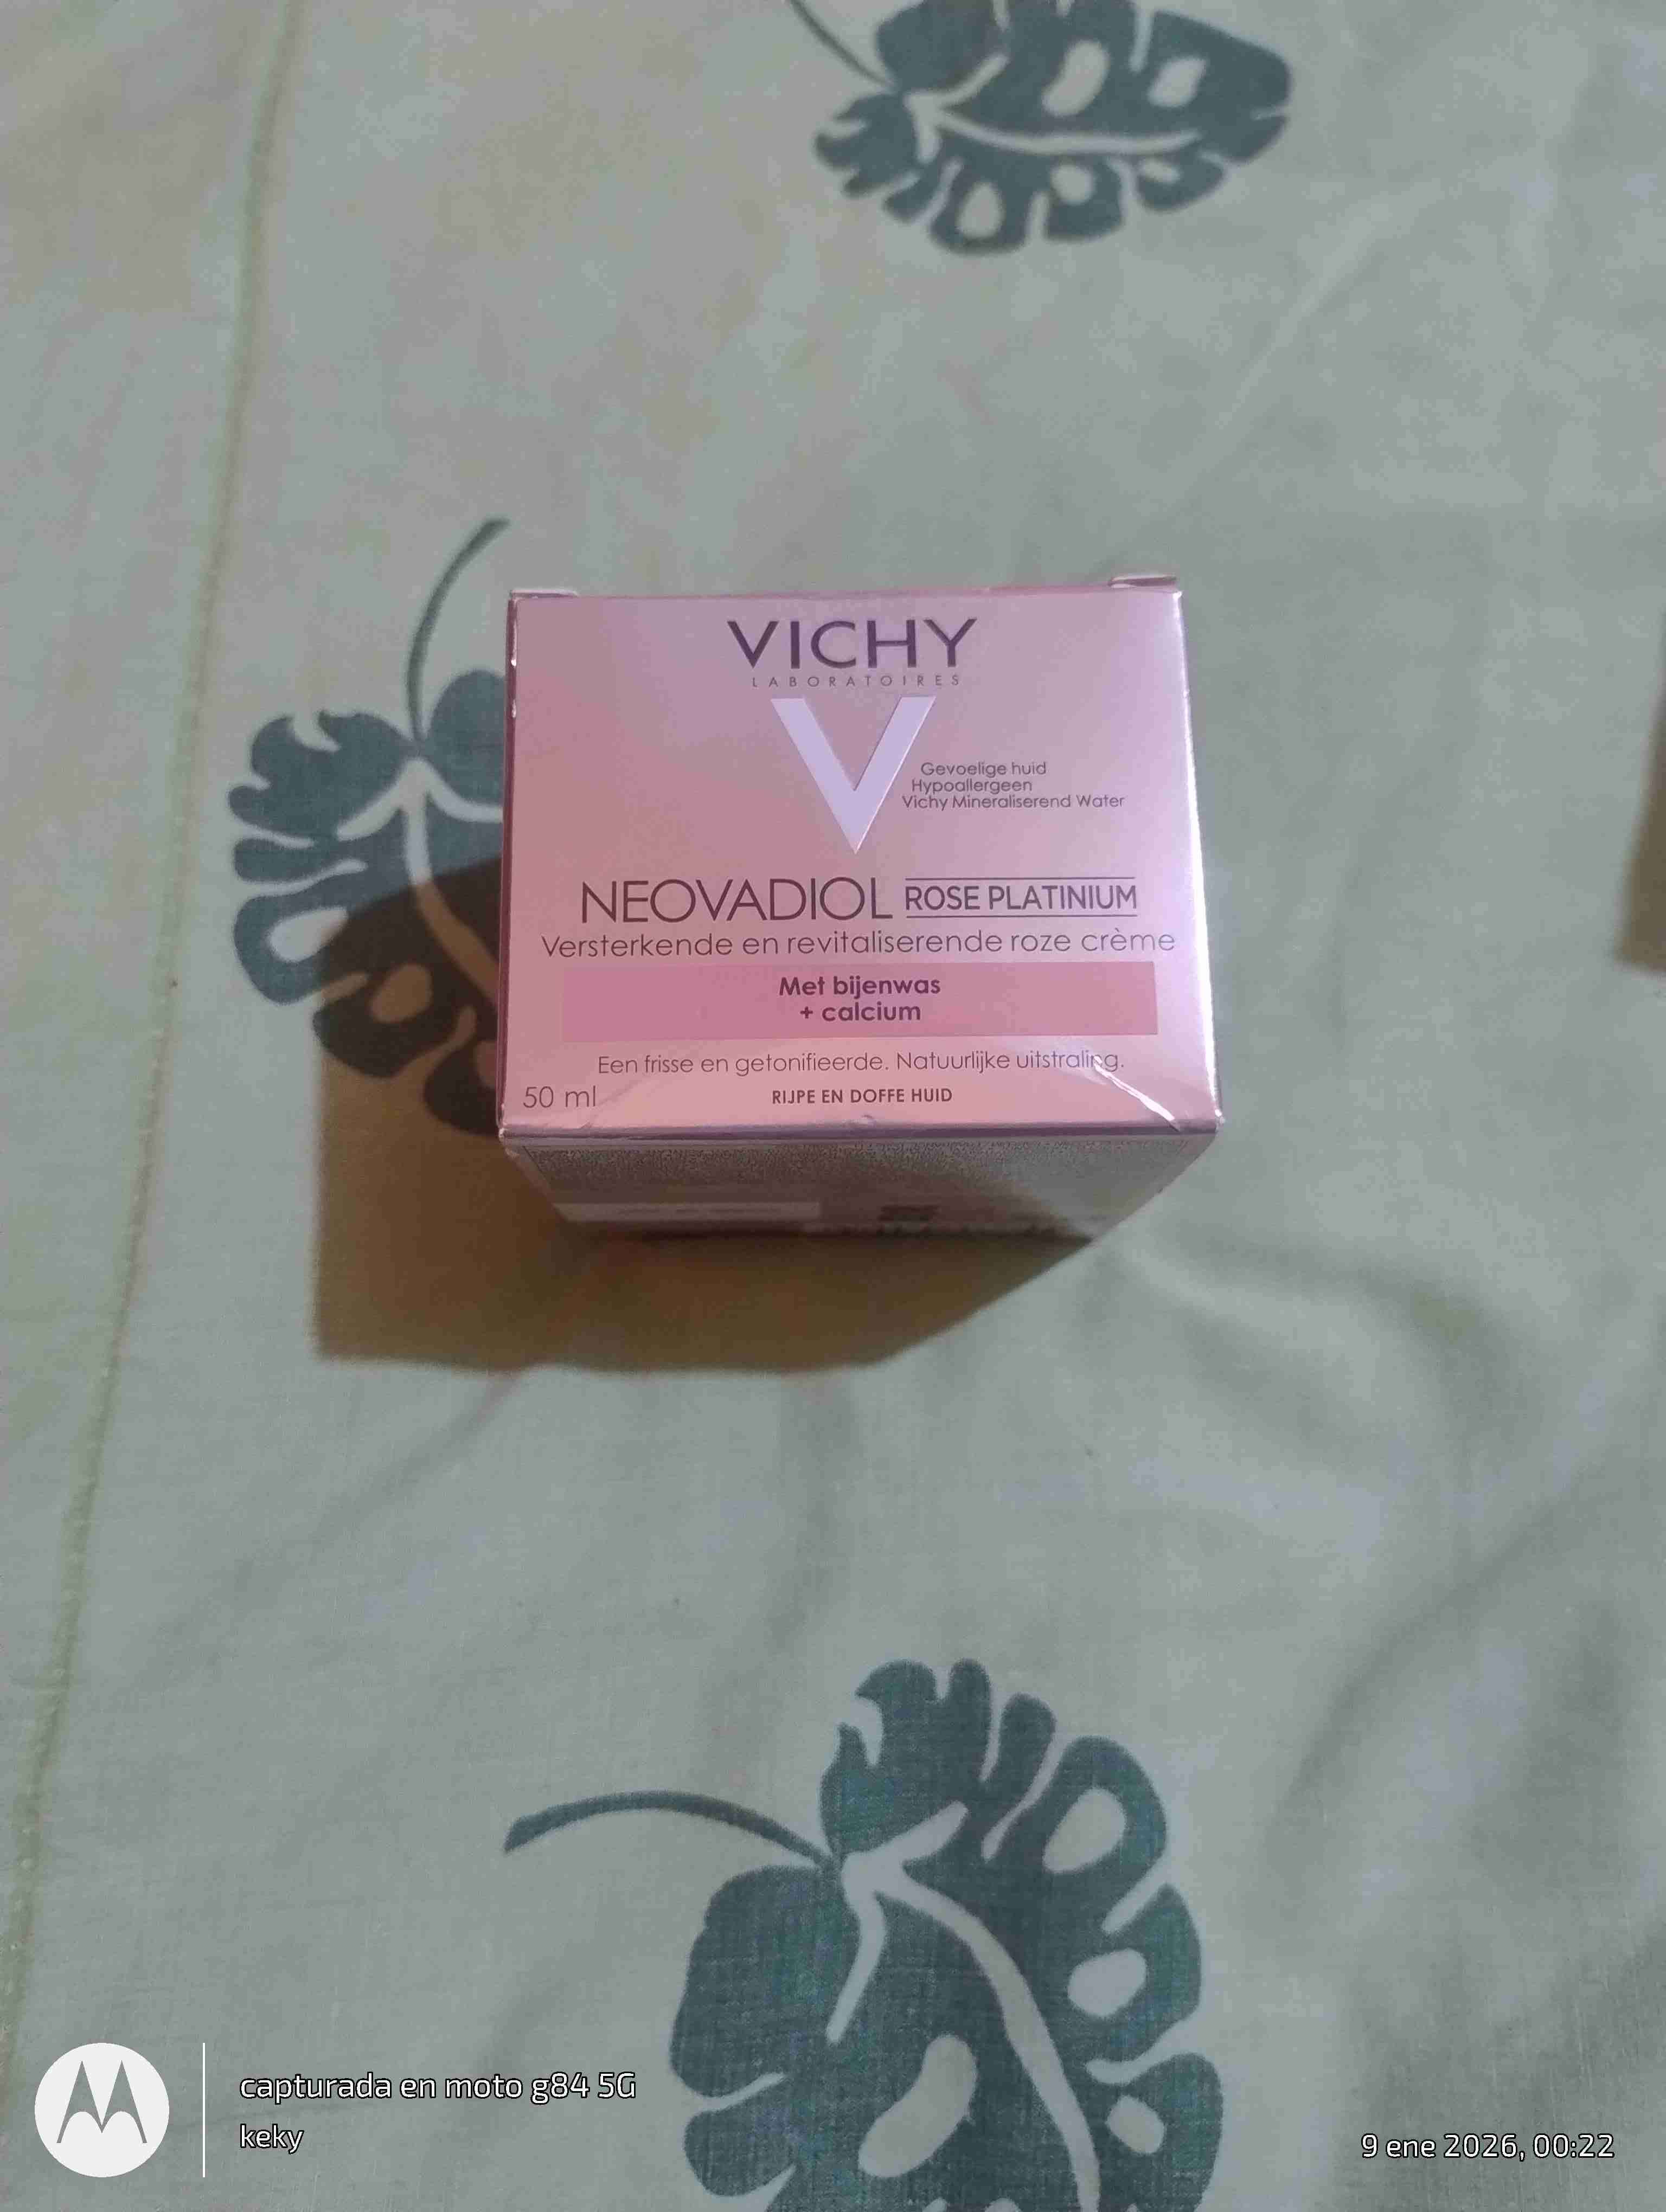 VICHY
LABORATOIRES
Gevoelige huid
Hypoallergeen
Vichy Mineraliserend Water
NEOVADIOL ROSE PLATINIUM
Versterkende en revitaliserende roze crème
Met bijenwas
+ calcium
Een frisse en getonifieerde. Natuurlijke uitstraling.
50 ml RIJPE EN DOFFE HUID
capturada en moto g84 5G
keky
9 ene 2026, 00:22